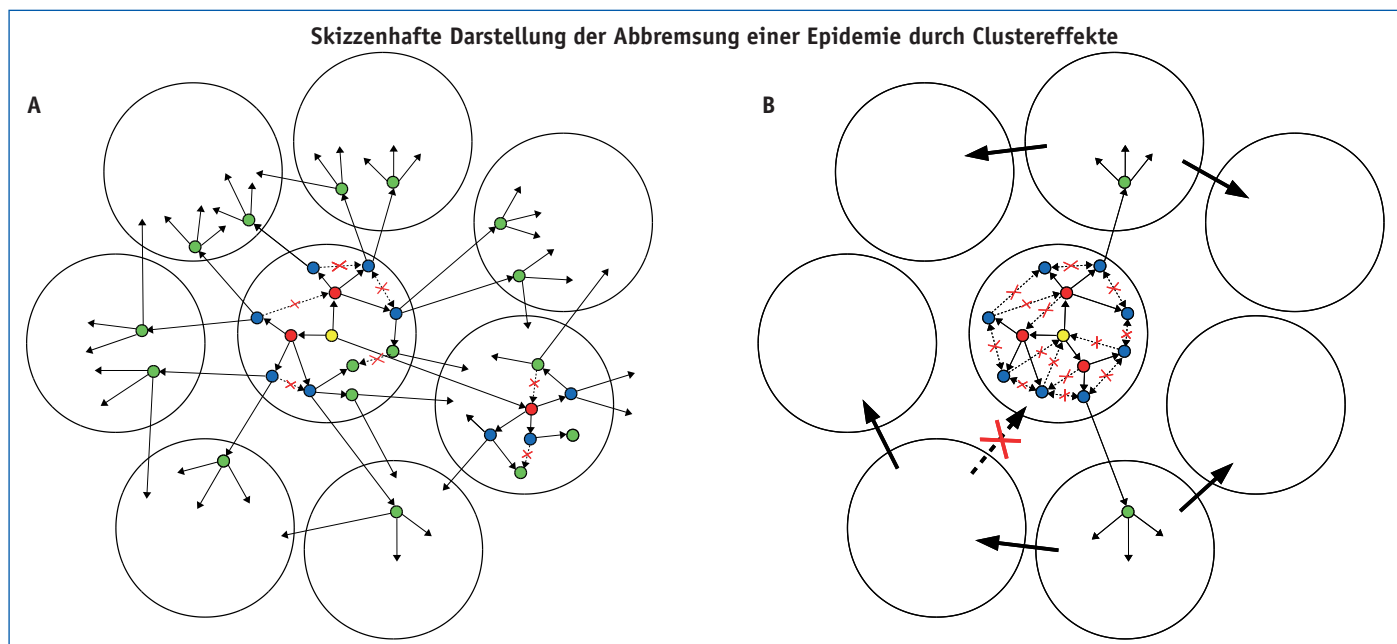 Skizzenhafte Darstellung der Abbremsung einer Epidemie durch Clustereffekte
A
B